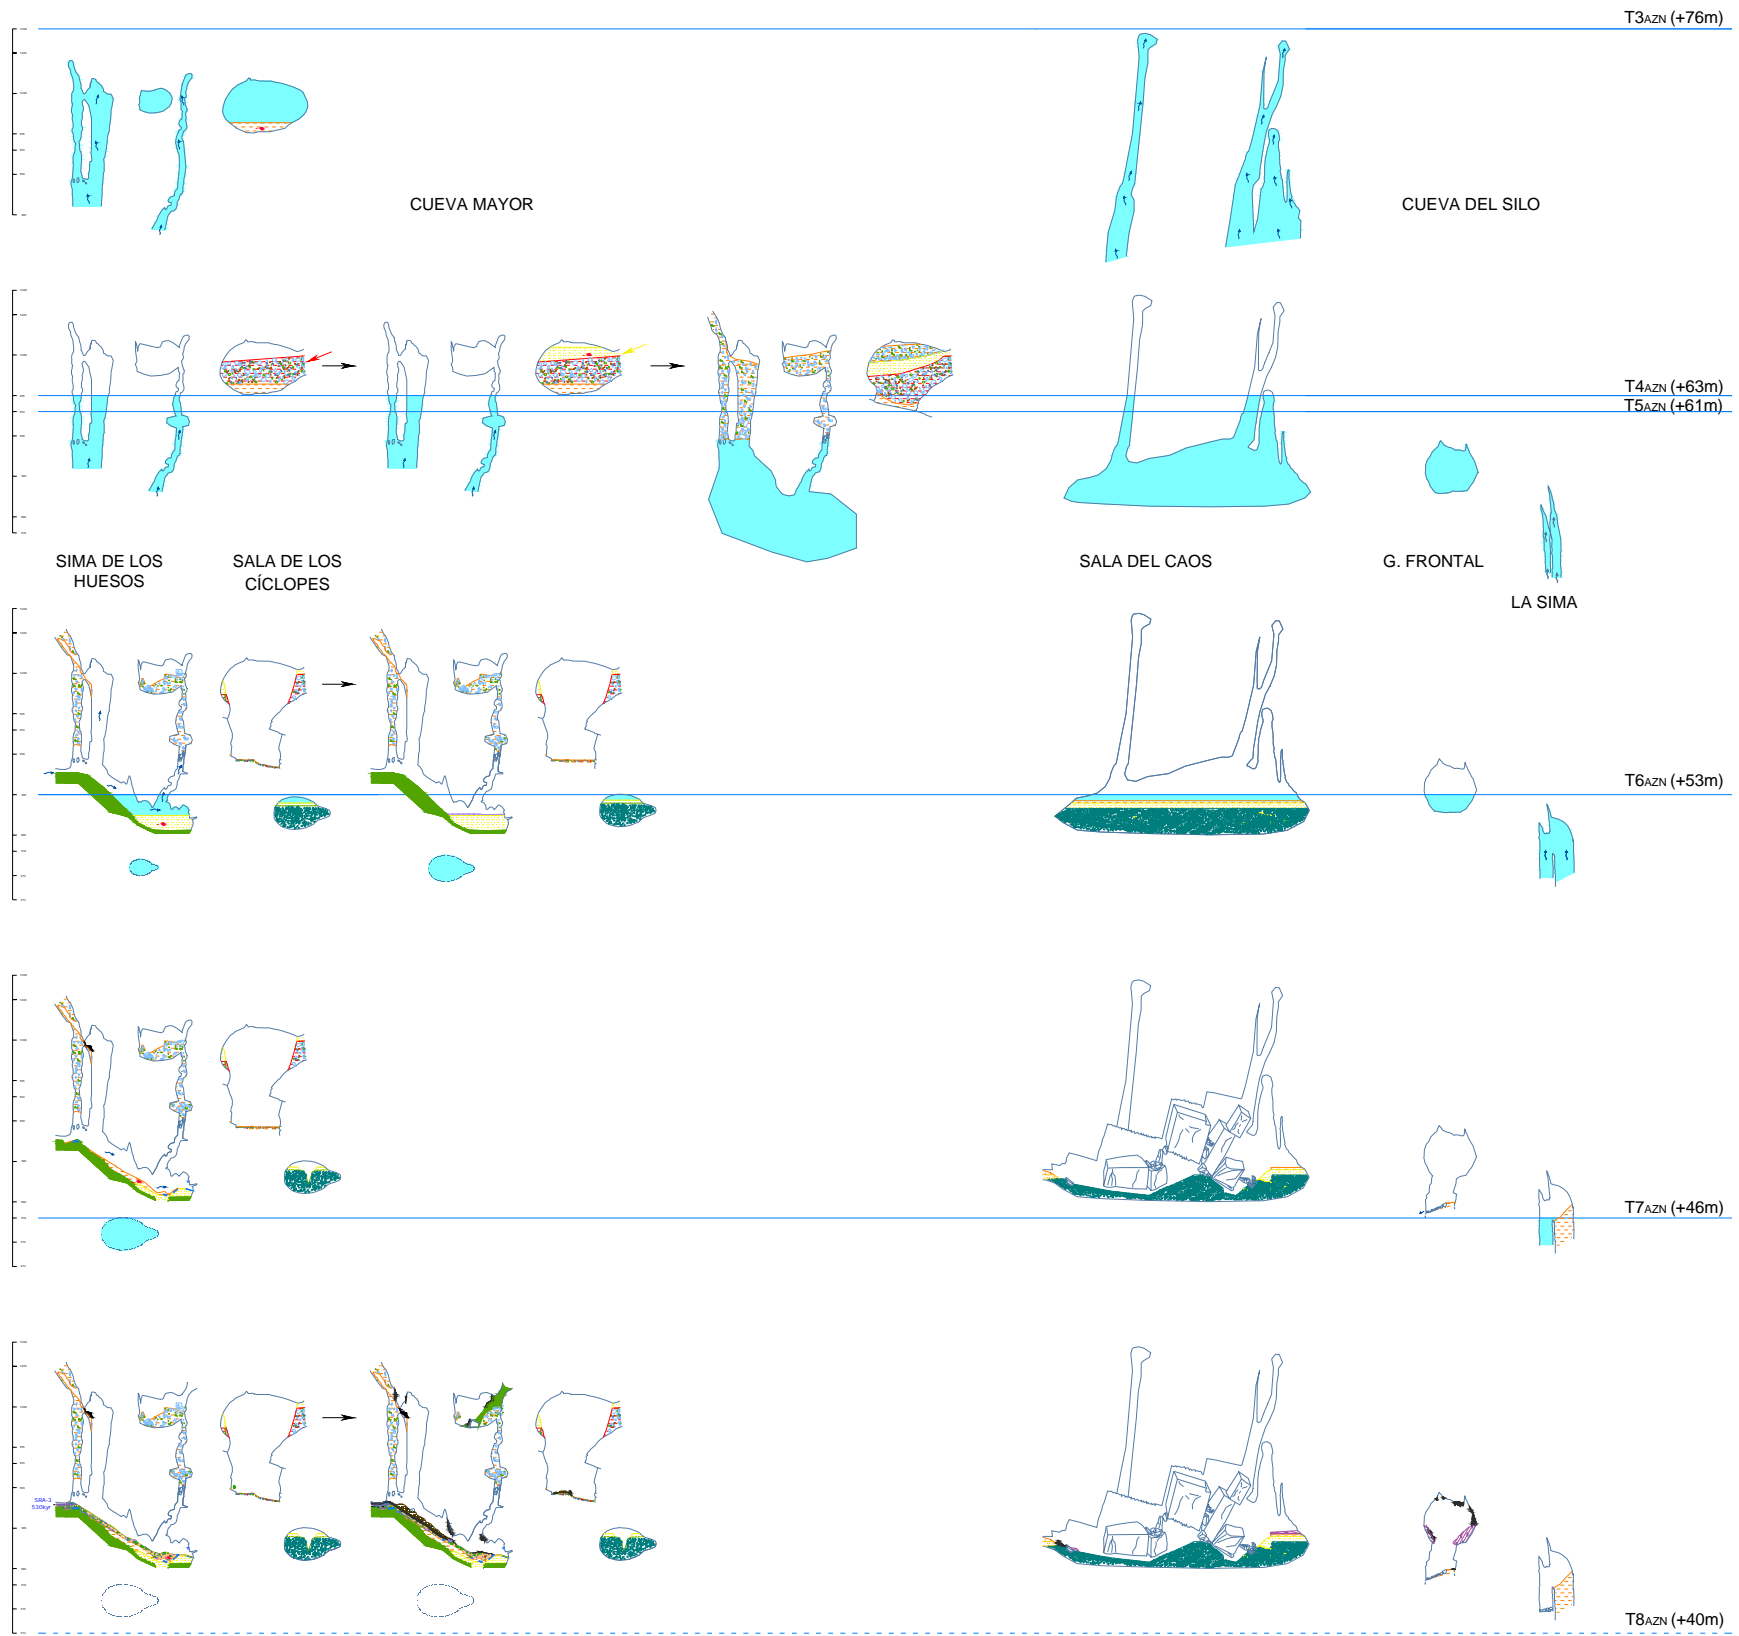 T3AZN (+76m)
CUEVA MAYOR
CUEVA DEL SILO
T4AZN (+63m)
T5AZN (+61m)
SIMA DE LOS
HUESOS
SALA DE LOS
CÍCLOPES
SALA DEL CAOS
G. FRONTAL
LA SIMA
T6AZN (+53m)
T7AZN (+46m)
SRA-3
530kyr
T8AZN (+40m)